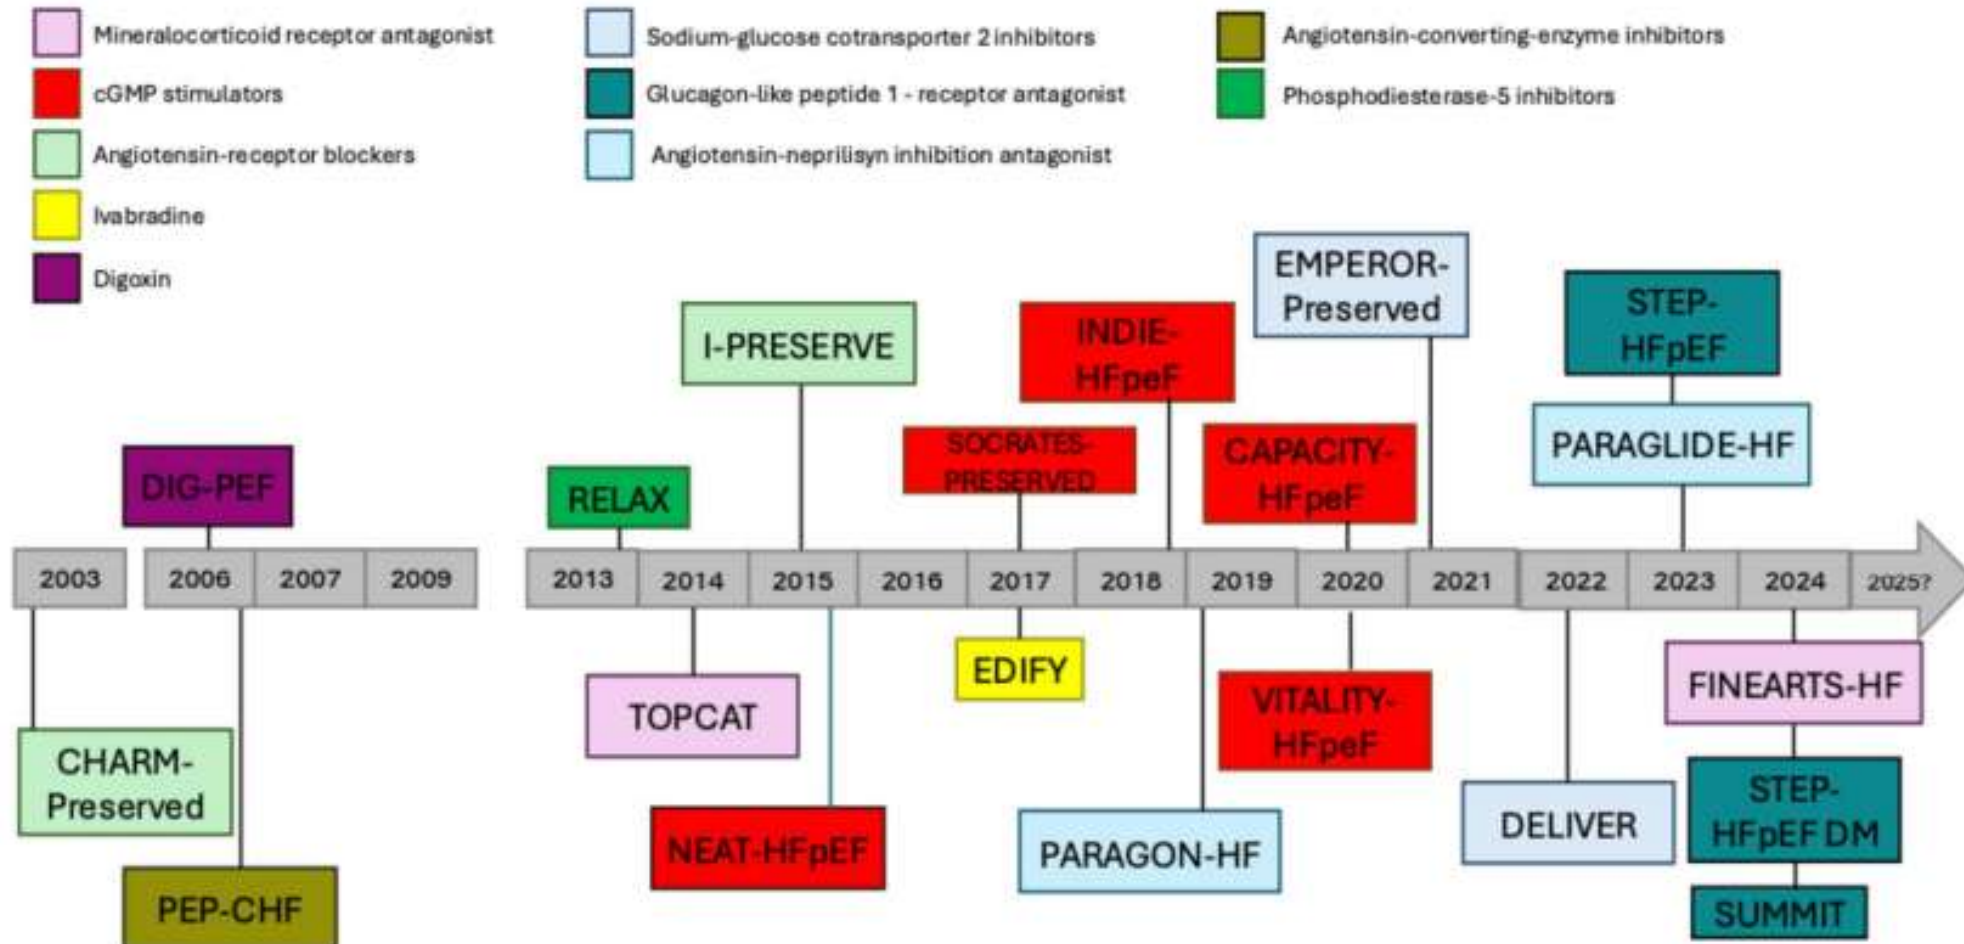 Mineralocorticoid receptor antagonist
cGMP stimulators
Angiotensin-receptor blockers
Ivabradine
Digoxin
Sodium-glucose cotransporter 2 inhibitors
Glucagon-like peptide 1 - receptor antagonist
Angiotensin-neprilisyn inhibition antagonist
Angiotensin-converting-enzyme inhibitors
Phosphodiesterase-5 inhibitors
EMPEROR-
Preserved
STEP-
HFpEF
I-PRESERVE
INDIE-
HFpeF
PARAGLIDE-HF
DIG-PEF
RELAX
SOCRATES-
PRESERVED
CAPACITY-
HFpeF
2003
2006
2007
2009
2013
2014
2015
2016
2017
2018
2019
2020
2021
2022
2023
2024
2025?
CHARM-
Preserved
PEP-CHF
TOPCAT
NEAT-HFpEF
EDIFY
PARAGON-HF
VITALITY-
HFpeF
DELIVER
FINEARTS-HF
STEP-
HFpEF DM
SUMMIT